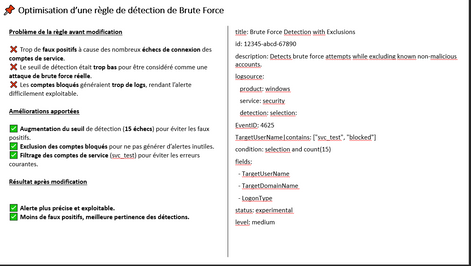 📌 Optimisation d'une règle de détection de Brute Force
Problème de la règle avant modification
❌ Trop de faux positifs à cause des nombreux échecs de connexion des
comptes de service.
❌ Le seuil de détection était trop bas pour être considéré comme une
attaque de brute force réelle.
❌ Les comptes bloqués généraient trop de logs, rendant l'alerte
difficilement exploitable.
Améliorations apportées
✅ Augmentation du seuil de détection (15 échecs) pour éviter les faux
positifs.
✅ Exclusion des comptes bloqués pour ne pas générer d'alertes inutiles.
✅ Filtrage des comptes de service (svc_test) pour éviter les erreurs
courantes.
Résultat après modification
✅ Alerte plus précise et exploitable.
✅ Moins de faux positifs, meilleure pertinence des détections.
title: Brute Force Detection with Exclusions
id: 12345-abcd-67890
description: Detects brute force attempts while excluding known non-malicious
accounts.
logsource:
product: windows
service: security
detection: selection:
EventID: 4625
TargetUserName|contains: ["svc_test", "blocked"]
condition: selection and count(15)
fields:
- TargetUserName
- TargetDomainName
- LogonType
status: experimental
level: medium